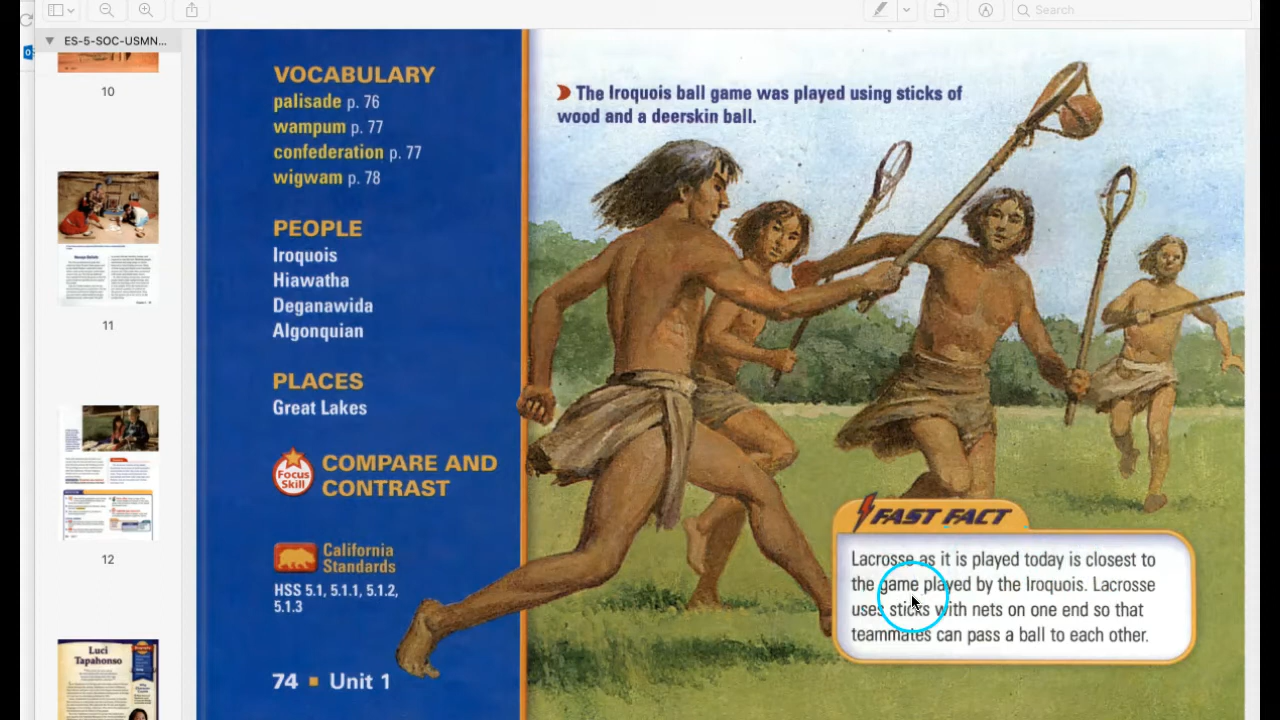 Search
ES-5-SOC-USMN...
10
11
12
Luci
Tapahonso
VOCABULARY
palisade p. 76
wampum p. 77
confederation p. 77
wigwam p. 78
PEOPLE
Iroquois
Hiawatha
Deganawida
Algonquian
PLACES
Great Lakes
Focus
Skill
COMPARE AND
CONTRAST
California
Standards
HSS 5.1, 5.1.1, 5.1.2,
5.1.3
74 ■ Unit 1
The Iroquois ball game was played using sticks of
wood and a deerskin ball.
FAST FACT
Lacrosse as it is played today is closest to
the game played by the Iroquois. Lacrosse
uses sticks with nets on one end so that
teammates can pass a ball to each other.